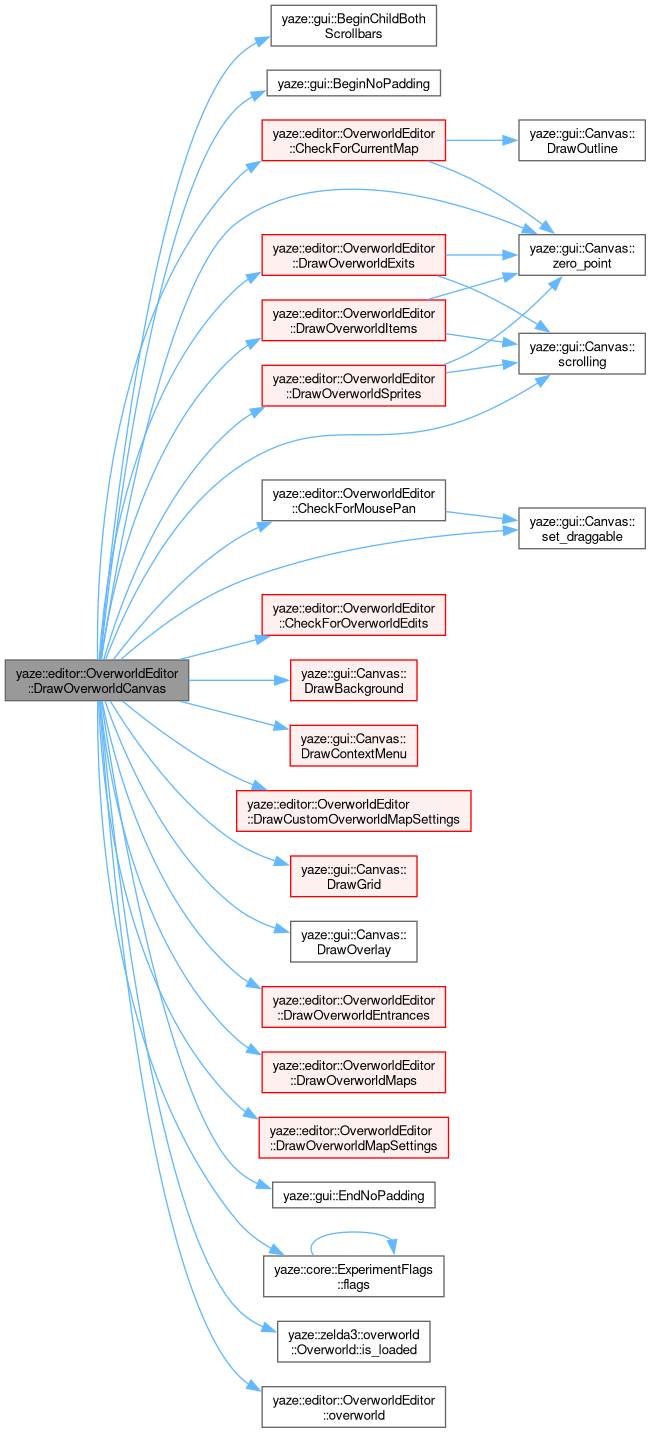 yaze::gui::BeginChildBoth
Scrollbars
yaze::gui::BeginNoPadding
yaze::editor::OverworldEditor
::CheckForCurrentMap
yaze::gui::Canvas::
DrawOutline
yaze::editor::OverworldEditor
::DrawOverworldExits
yaze::gui::Canvas::
zero_point
yaze::editor::OverworldEditor
::DrawOverworldItems
yaze::gui::Canvas::
scrolling
yaze::editor::OverworldEditor
::DrawOverworldSprites
yaze::editor::OverworldEditor
::CheckForMousePan
yaze::gui::Canvas::
set_draggable
yaze::editor::OverworldEditor
::CheckForOverworldEdits
yaze::editor::OverworldEditor
::DrawOverworldCanvas
yaze::gui::Canvas::
DrawBackground
yaze::gui::Canvas::
DrawContextMenu
yaze::editor::OverworldEditor
::DrawCustomOverworldMapSettings
yaze::gui::Canvas::
DrawGrid
yaze::gui::Canvas::
DrawOverlay
yaze::editor::OverworldEditor
::DrawOverworldEntrances
yaze::editor::OverworldEditor
::DrawOverworldMaps
yaze::editor::OverworldEditor
::DrawOverworldMapSettings
yaze::gui::EndNoPadding
yaze::core::ExperimentFlags
::flags
yaze::zelda3::overworld
::Overworld::is_loaded
yaze::editor::OverworldEditor
::overworld